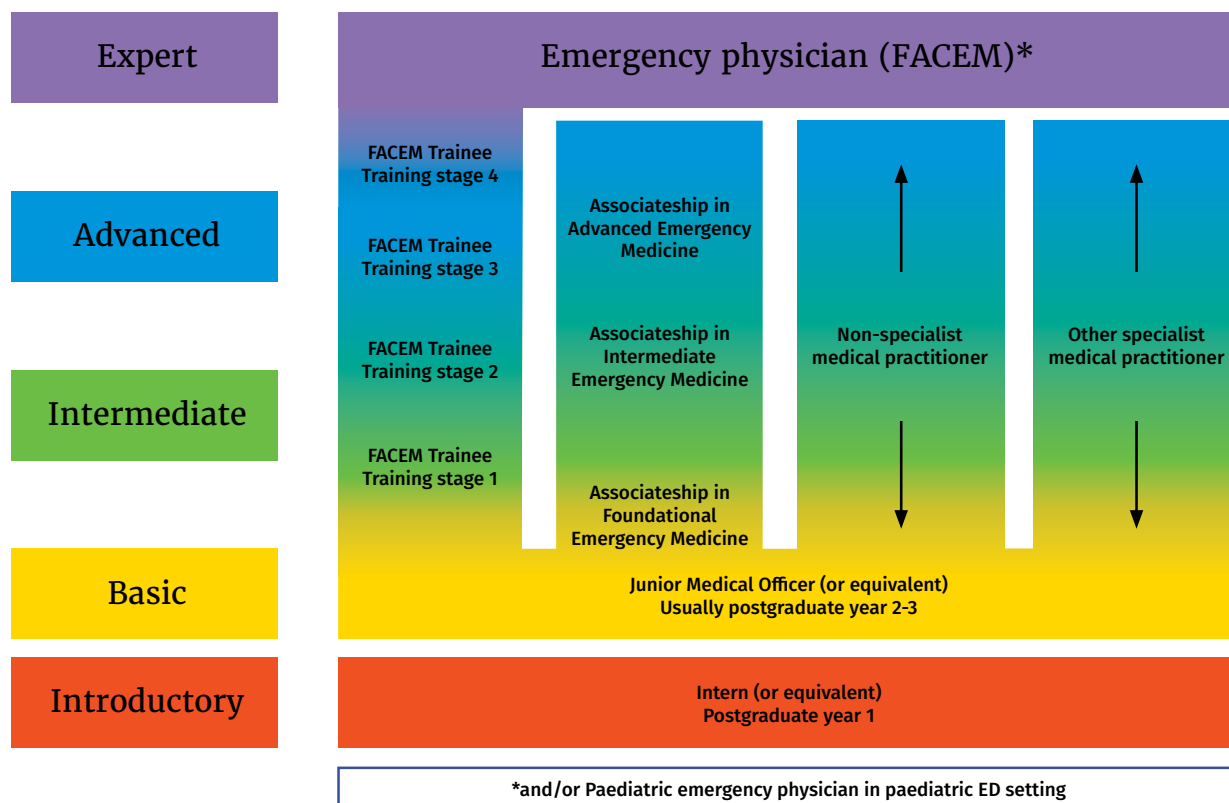 Expert
Emergency physician (FACEM)*
FACEM Trainee
Training stage 4
Advanced
FACEM Trainee
Training stage 3
Associateship in
Advanced Emergency
Medicine
FACEM Trainee
Training stage 2
Associateship in
Intermediate
Emergency Medicine
Non-specialist
medical practitioner
Other specialist
medical practitioner
Intermediate
FACEM Trainee
Training stage 1
Associateship in
Foundational
Emergency Medicine
Basic
Junior Medical Officer (or equivalent)
Usually postgraduate year 2-3
Introductory
Intern (or equivalent)
Postgraduate year 1
*and/or Paediatric emergency physician in paediatric ED setting